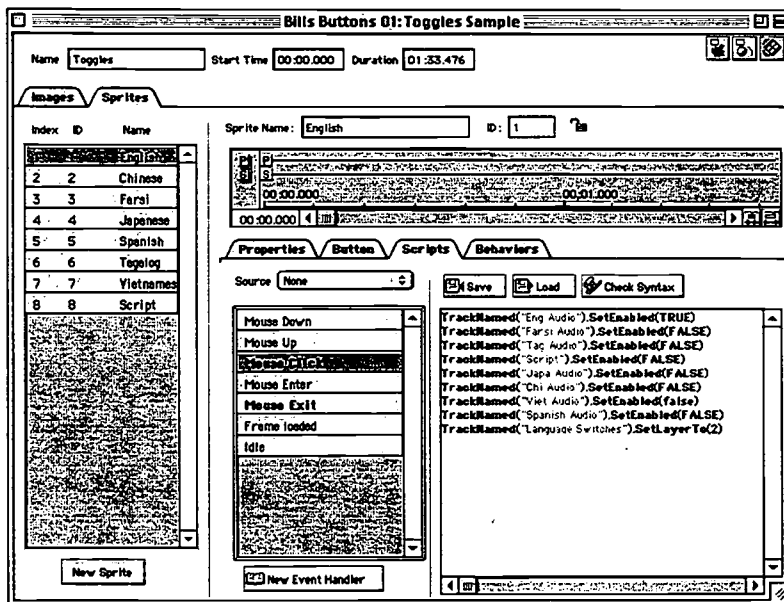 Bills Buttons 01: Toggles Sample
Name Toggles Start Time 00:00.000 Duration 01:33.476
Images Sprites
Index ID Name
English
2 2 Chinese
3 3 Farsi
4 4 Japanese
5 5 Spanish
6 6 Tagalog
7 7 Vietnames
8 8 Script
New Sprite
Sprite Name: English ID: 1
00:00.000 00:01.000
00:00.000
Properties Button Scripts Behaviors
Source None
Mouse Down
Mouse Up
Mouse Click
Mouse Enter
Mouse Exit
Frame loaded
Idle
New Event Handler
Save Load Check Syntax
TrackNamed("Eng Audio").SetEnabled(TRUE)
TrackNamed("Farsi Audio").SetEnabled(FALSE)
TrackNamed("Tag Audio").SetEnabled(FALSE)
TrackNamed("Script").SetEnabled(FALSE)
TrackNamed("Japa Audio").SetEnabled(FALSE)
TrackNamed("Chi Audio").SetEnabled(FALSE)
TrackNamed("Viet Audio").SetEnabled(false)
TrackNamed("Spanish Audio").SetEnabled(FALSE)
TrackNamed("Language Switches").SetLayerTo(2)